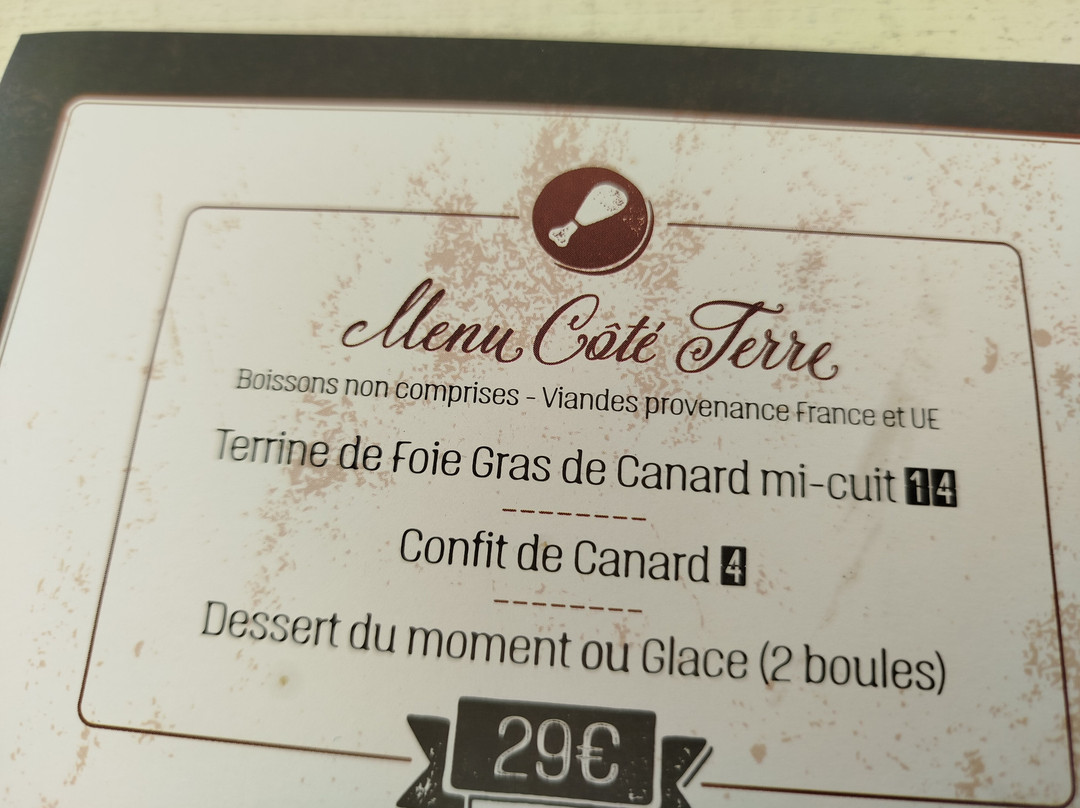 Menu Côté Terre
Boissons non comprises - Viandes provenance France et UE
Terrine de Foie Gras de Canard mi-cuit 1 4
Confit de Canard 4
Dessert du moment ou Glace (2 boules)
29€